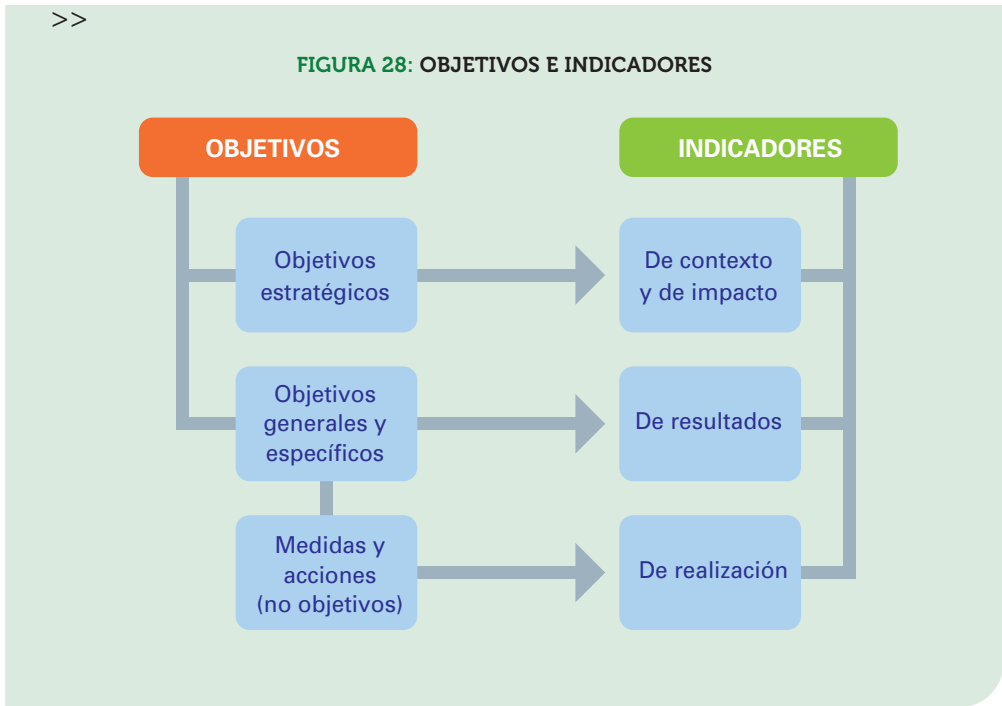 >>
FIGURA 28: OBJETIVOS E INDICADORES
OBJETIVOS
INDICADORES
Objetivos
estratégicos
De contexto
y de impacto
Objetivos
generales y
específicos
De resultados
Medidas y
acciones
(no objetivos)
De realización